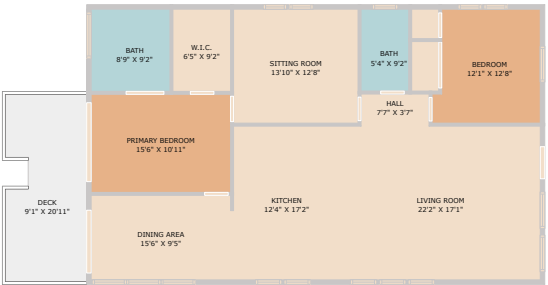 BATH
8'9" X 9'2"
W.I.C.
6'5" X 9'2"
SITTING ROOM
13'10" X 12'8"
BATH
5'4" X 9'2"
BEDROOM
12'1" X 12'8"
HALL
7'7" X 3'7"
PRIMARY BEDROOM
15'6" X 10'11"
DECK
9'1" X 20'11"
KITCHEN
12'4" X 17'2"
LIVING ROOM
22'2" X 17'1"
DINING AREA
15'6" X 9'5"